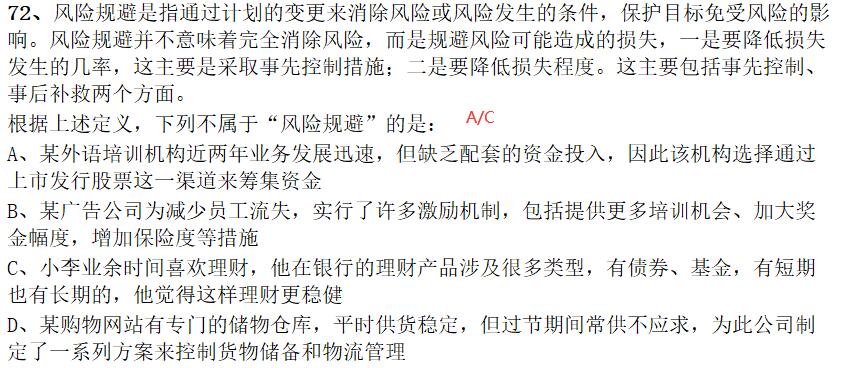 72、风险规避是指通过计划的变更来消除风险或风险发生的条件，保护目标免受风险的影
响。风险规避并不意味着完全消除风险，而是规避风险可能造成的损失，一是要降低损失
发生的几率，这主要是采取事先控制措施；二是要降低损失程度。这主要包括事先控制、
事后补救两个方面。
根据上述定义，下列不属于“风险规避”的是： A/C
A、某外语培训机构近两年业务发展迅速，但缺乏配套的资金投入，因此该机构选择通过
上市发行股票这一渠道来筹集资金
B、某广告公司为减少员工流失，实行了许多激励机制，包括提供更多培训机会、加大奖
金幅度，增加保险度等措施
C、小李业余时间喜欢理财，他在银行的理财产品涉及很多类型，有债券、基金，有短期
也有长期的，他觉得这样理财更稳健
D、某购物网站有专门的储物仓库，平时供货稳定，但过节期间常供不应求，为此公司制
定了一系列方案来控制货物储备和物流管理